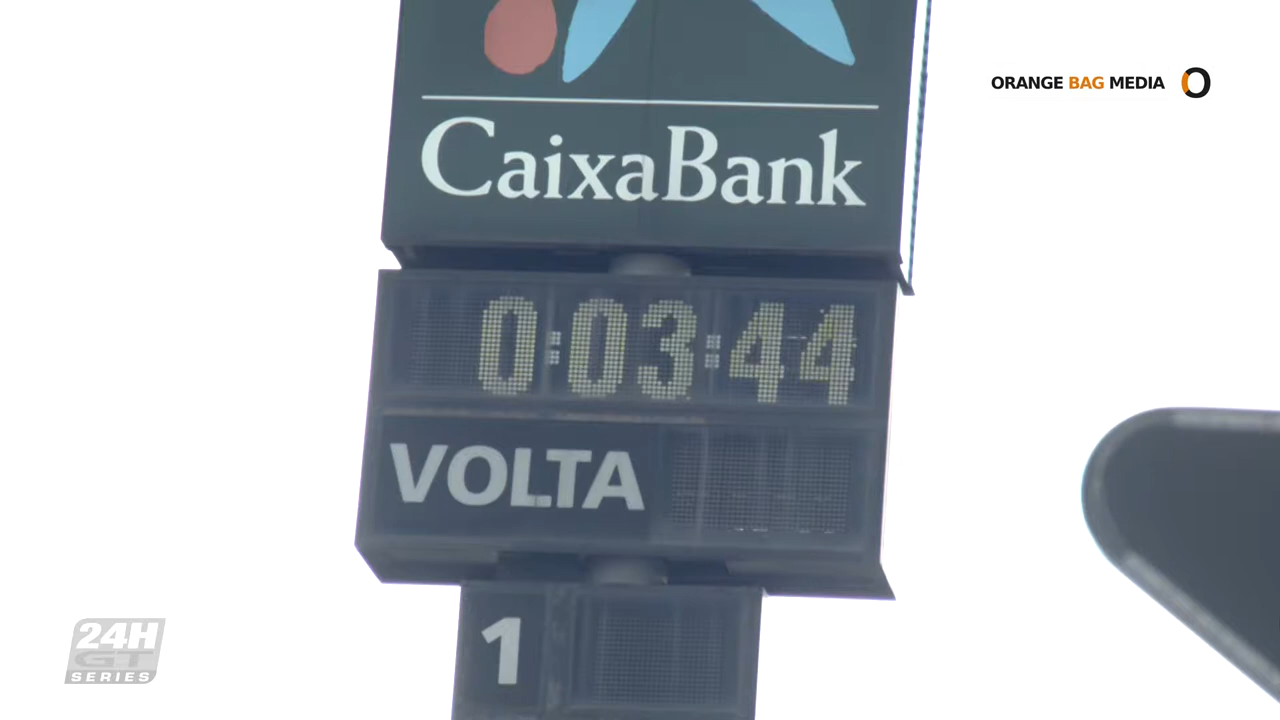 ORANGE BAG MEDIA
CaixaBank
0:03:44
VOLTA
1
24H
GT
SERIES